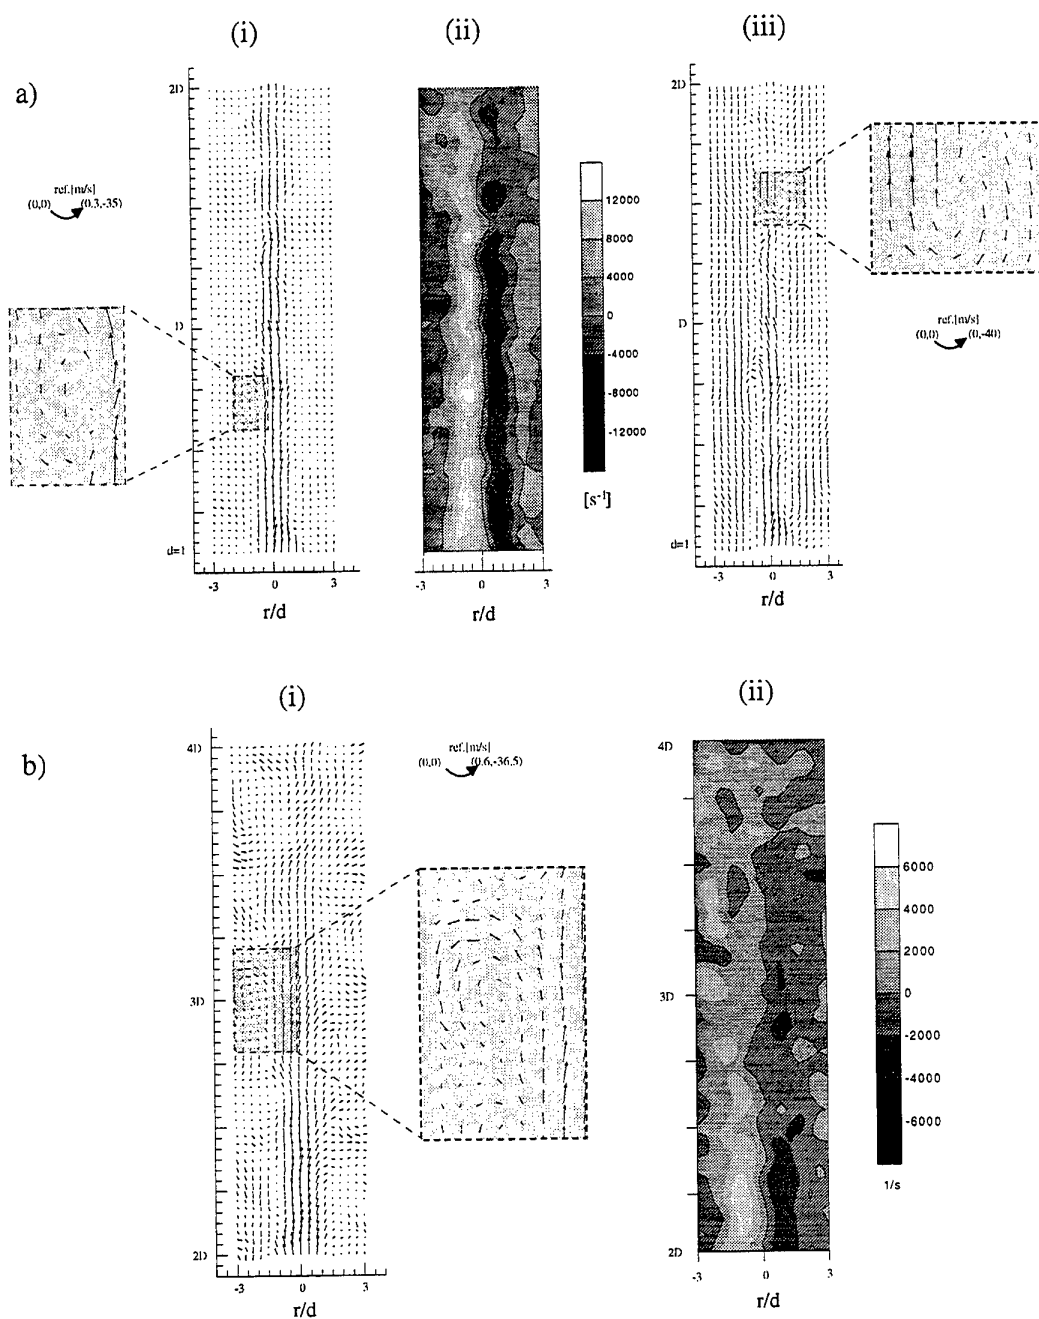 (i)
(ii)
(iii)
a)
2D
D
d=1
-3
0
3
r/d
ref.[m/s]
(0,0)
(0.3,-35)
-3
0
3
r/d
12000
8000
4000
0
-4000
-8000
-12000
[s⁻¹]
2D
D
d=1
-3
0
3
r/d
ref.[m/s]
(0,0)
(0,-40)
(i)
(ii)
b)
4D
3D
2D
-3
0
3
r/d
ref.[m/s]
(0,0)
(0.6,-36.5)
4D
3D
2D
-3
0
3
r/d
6000
4000
2000
0
-2000
-4000
-6000
1/s